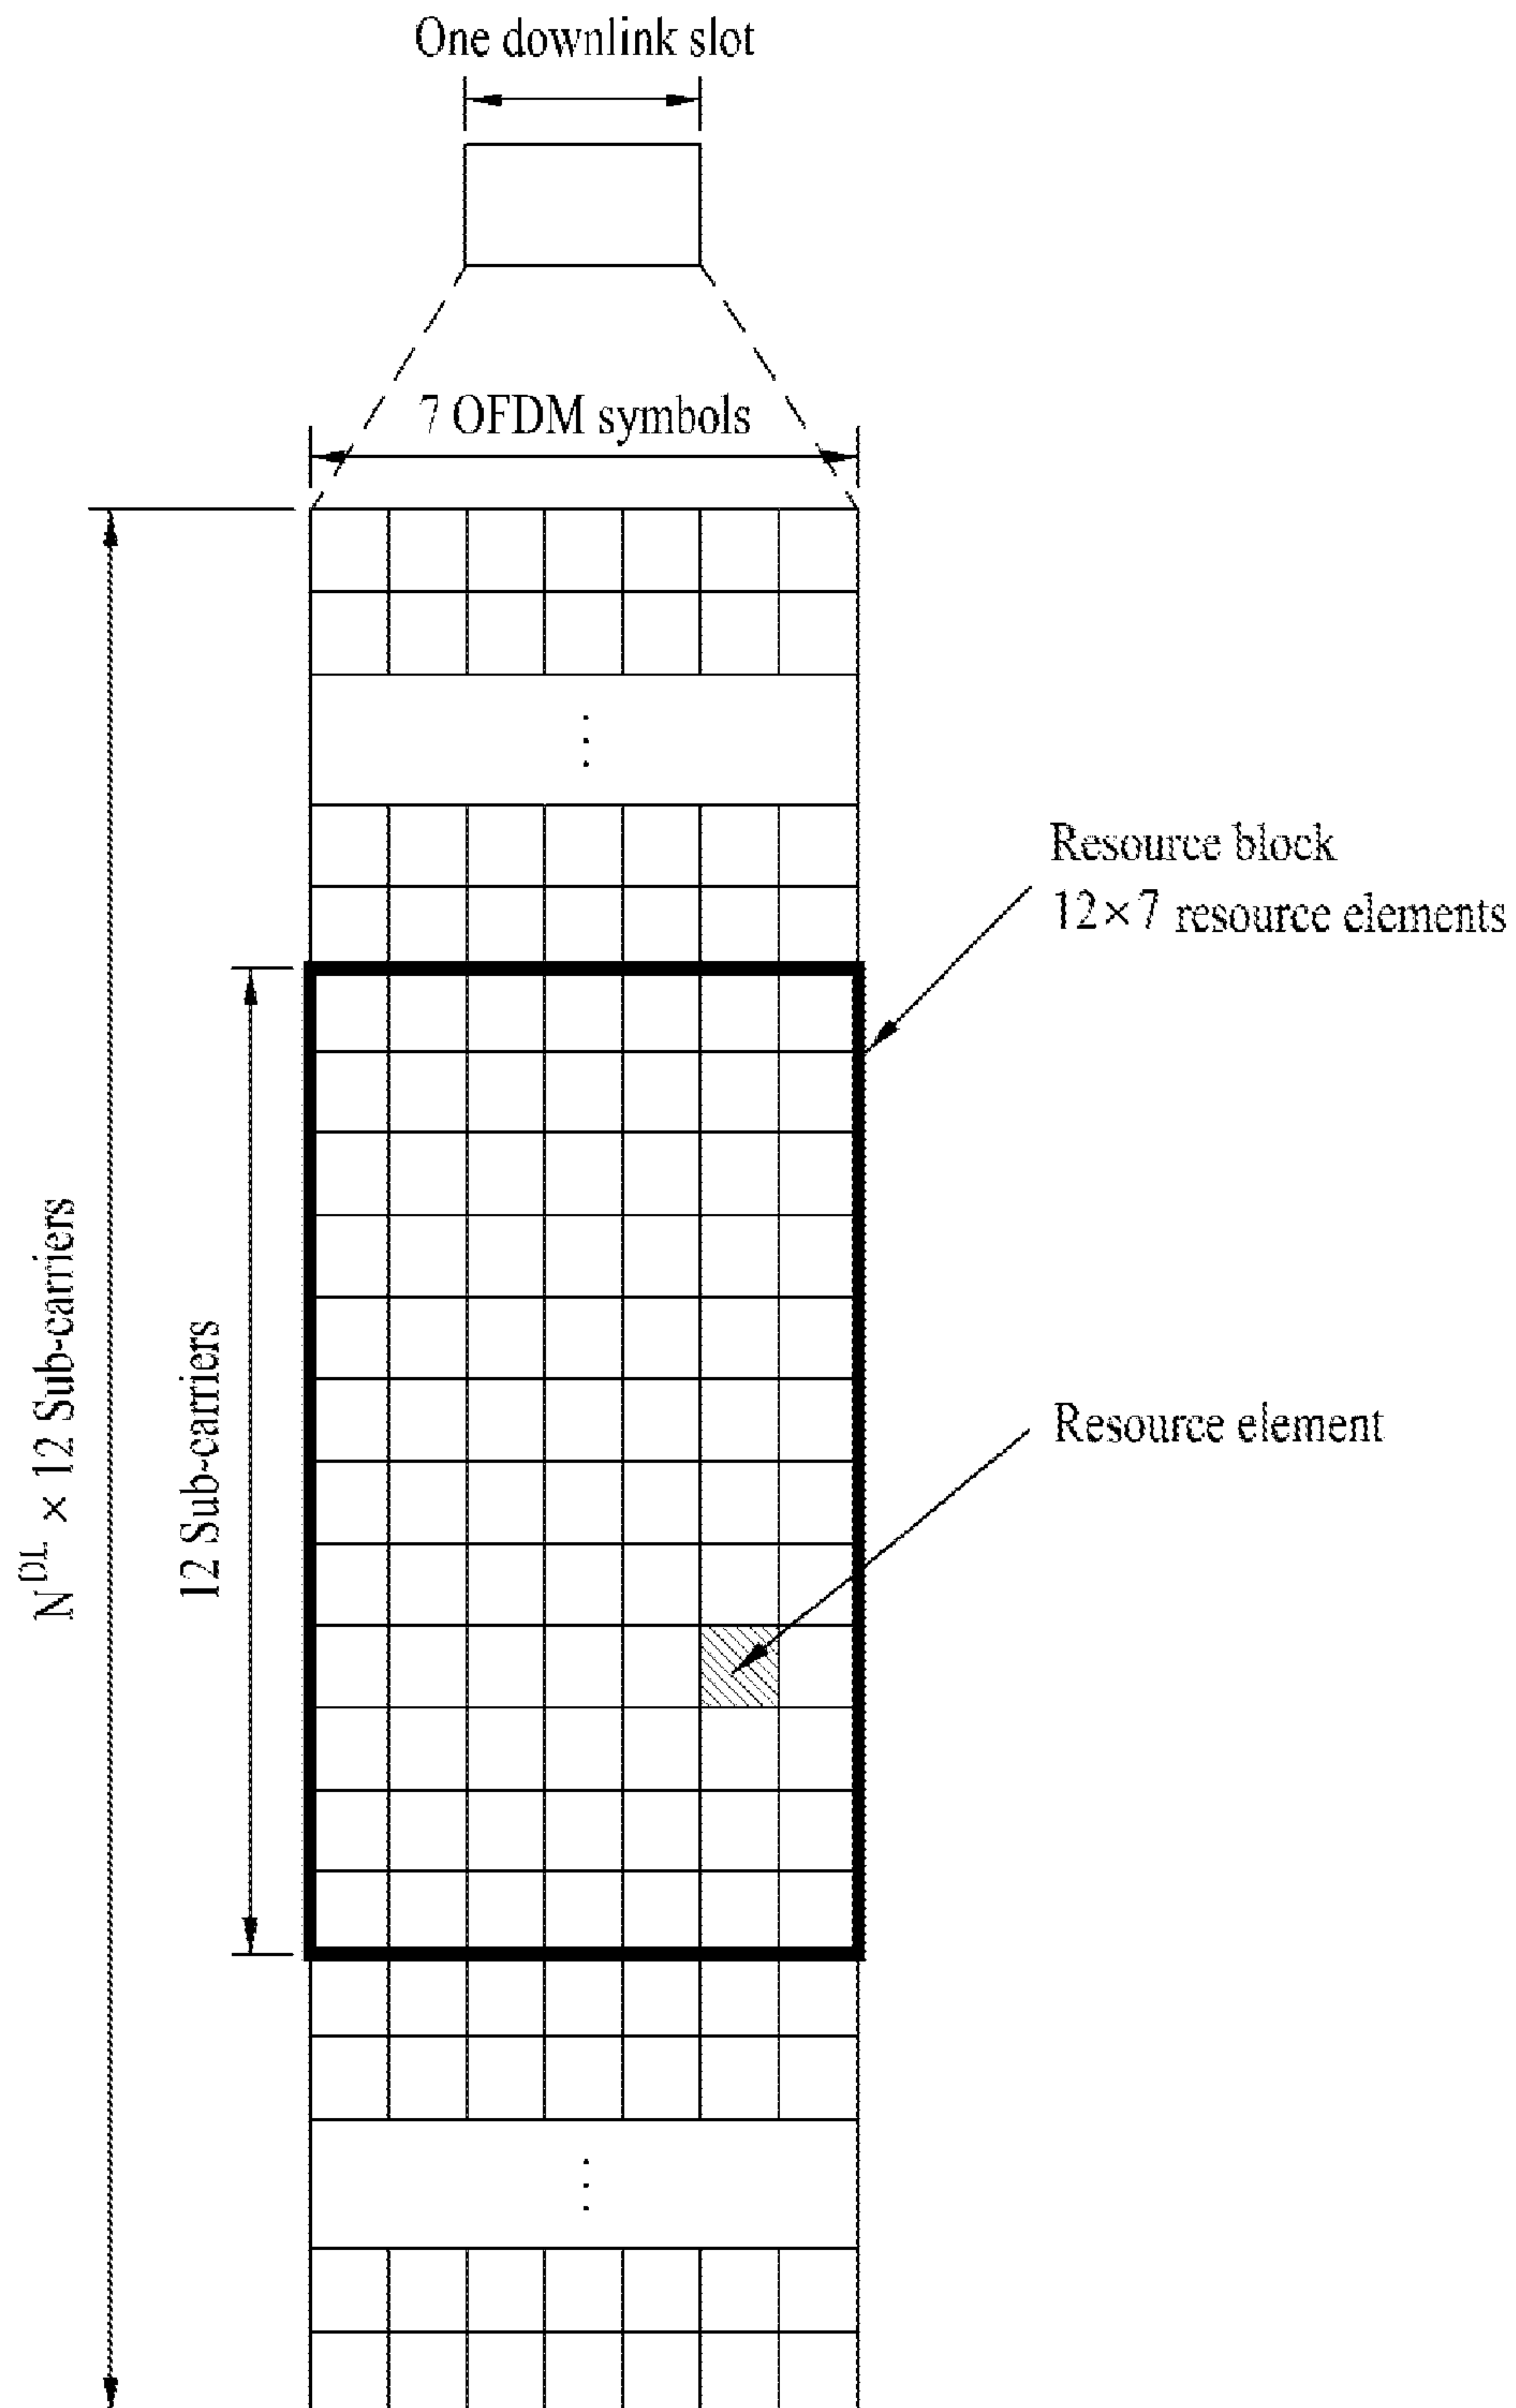 One downlink slot
7 OFDM symbols
Resource block
12×7 resource elements
Resource element
12 Sub-carriers
N^DL × 12 Sub-carriers